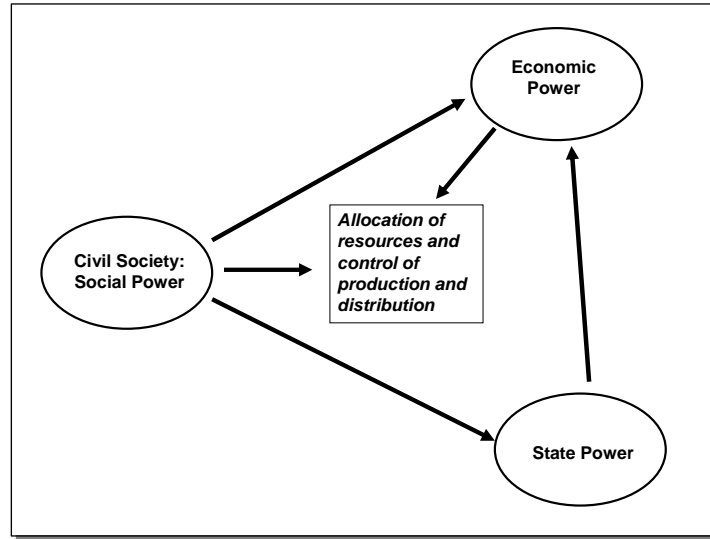 Economic
Power
Allocation of
resources and
control of
production and
distribution
Civil Society:
Social Power
State Power